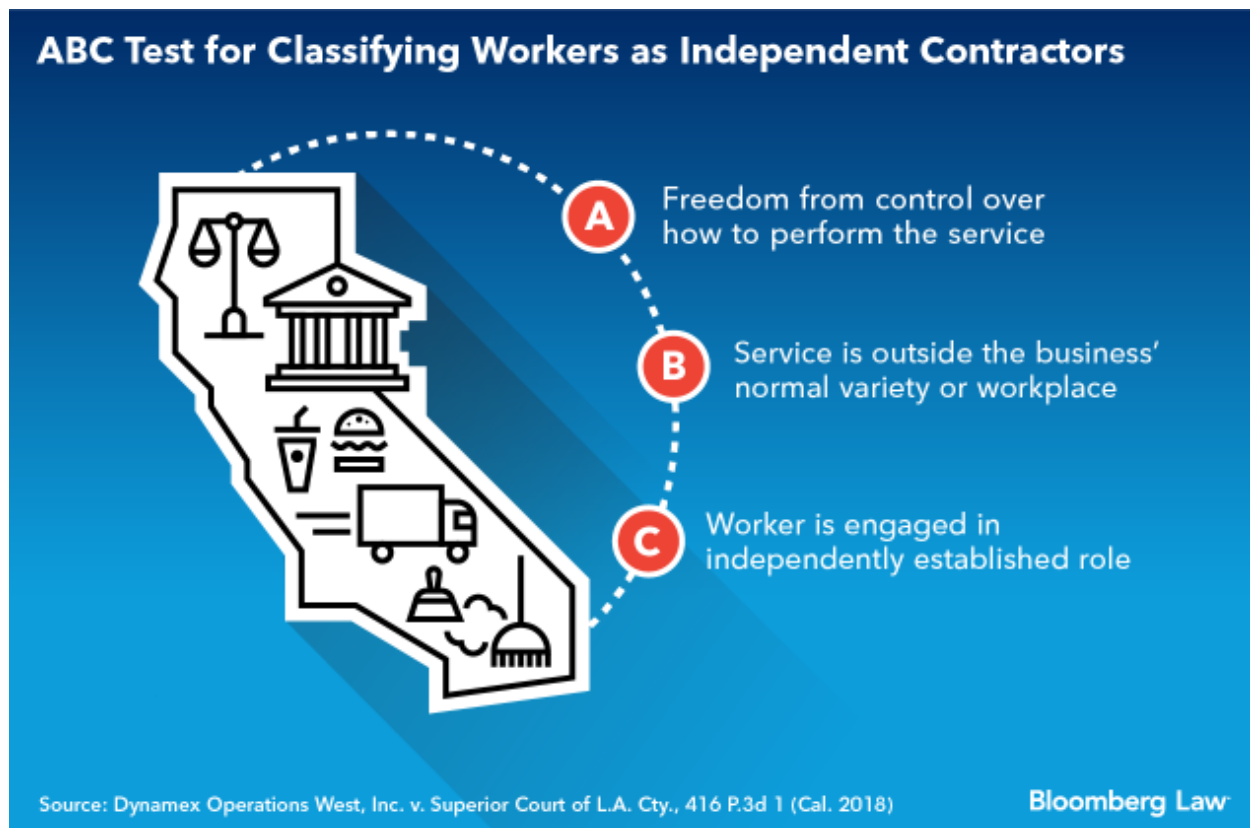 ABC Test for Classifying Workers as Independent Contractors
A
Freedom from control over
how to perform the service
B
Service is outside the business’
normal variety or workplace
C
Worker is engaged in
independently established role
Source: Dynamex Operations West, Inc. v. Superior Court of L.A. Cty., 416 P.3d 1 (Cal. 2018)
Bloomberg Law